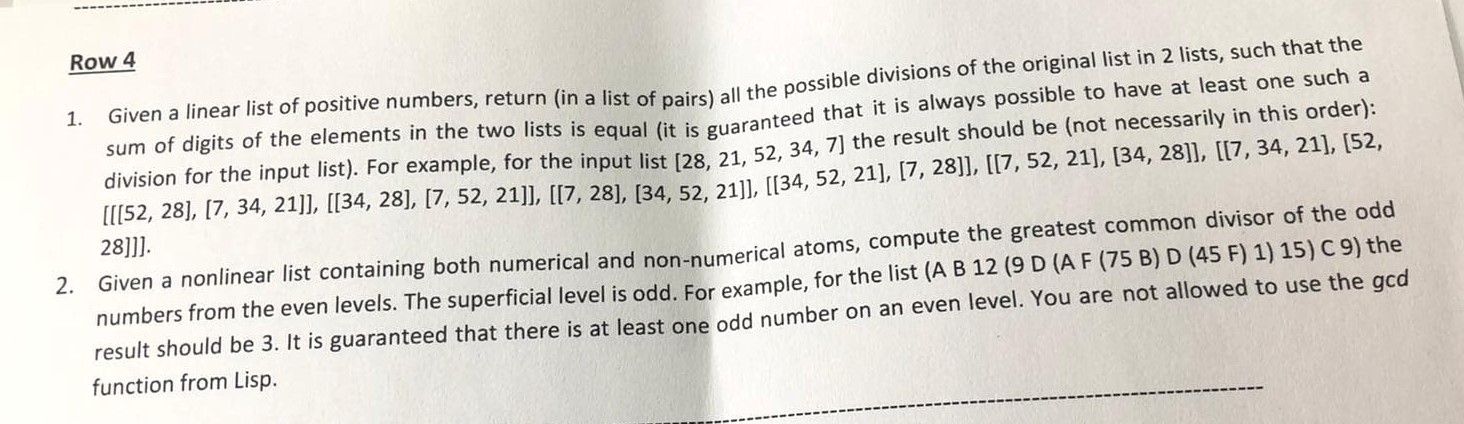 Row 4
1. Given a linear list of positive numbers, return (in a list of pairs) all the possible divisions of the original list in 2 lists, such that the
sum of digits of the elements in the two lists is equal (it is guaranteed that it is always possible to have at least one such a
division for the input list). For example, for the input list [28, 21, 52, 34, 7] the result should be (not necessarily in this order):
[[[52, 28], [7, 34, 21]], [[34, 28], [7, 52, 21]], [[7, 28], [34, 52, 21]], [[34, 52, 21], [7, 28]], [[7, 52, 21], [34, 28]], [[7, 34, 21], [52,
28]]].
2. Given a nonlinear list containing both numerical and non-numerical atoms, compute the greatest common divisor of the odd
numbers from the even levels. The superficial level is odd. For example, for the list (A B 12 (9 D (A F (75 B) D (45 F) 1) 15) C 9) the
result should be 3. It is guaranteed that there is at least one odd number on an even level. You are not allowed to use the gcd
function from Lisp.